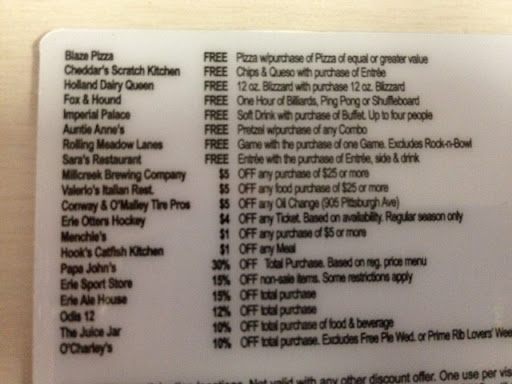 Blaze Pizza FREE Pizza w/purchase of Pizza of equal or greater value
Cheddar's Scratch Kitchen FREE Chips & Queso with purchase of Entrée
Holland Dairy Queen FREE 12 oz. Blizzard with purchase 12 oz. Blizzard
Fox & Hound FREE One Hour of Billiards, Ping Pong or Shuffleboard
Imperial Palace FREE Soft Drink with purchase of Buffet. Up to four people
Auntie Anne's FREE Pretzel w/purchase of any Combo
Rolling Meadow Lanes FREE Game with the purchase of one Game. Excludes Rock-n-Bowl
Sara's Restaurant FREE Entrée with the purchase of Entrée, side & drink
Millcreek Brewing Company $5 OFF any purchase of $25 or more
Valerio's Italian Rest. $5 OFF any food purchase of $25 or more
Conway & O'Malley Tire Pros $5 OFF any Oil Change (905 Pittsburgh Ave)
Erie Otters Hockey $4 OFF any Ticket. Based on availability. Regular season only
Menchie's $1 OFF any purchase of $5 or more
Hook's Catfish Kitchen $1 OFF any Meal
Papa John's 30% OFF Total Purchase. Based on reg. price menu
Erie Sport Store 15% OFF non-sale items. Some restrictions apply
Erie Ale House 15% OFF total purchase
Odis 12 12% OFF total purchase
The Juice Jar 10% OFF total purchase of food & beverage
O'Charley's 10% OFF total purchase. Excludes Free Pie Wed. or Prime Rib Lovers' Wee
locations. Not valid with any other discount offer. One use per vis